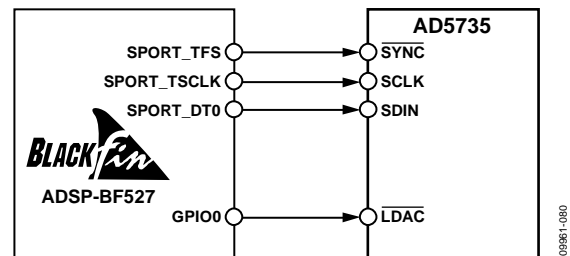 AD5735
SPORT_TFS
SYNC
SPORT_TSCLK
SCLK
SPORT_DT0
SDIN
BLACKfin
ADSP-BF527
GPIO0
LDAC
09961-080